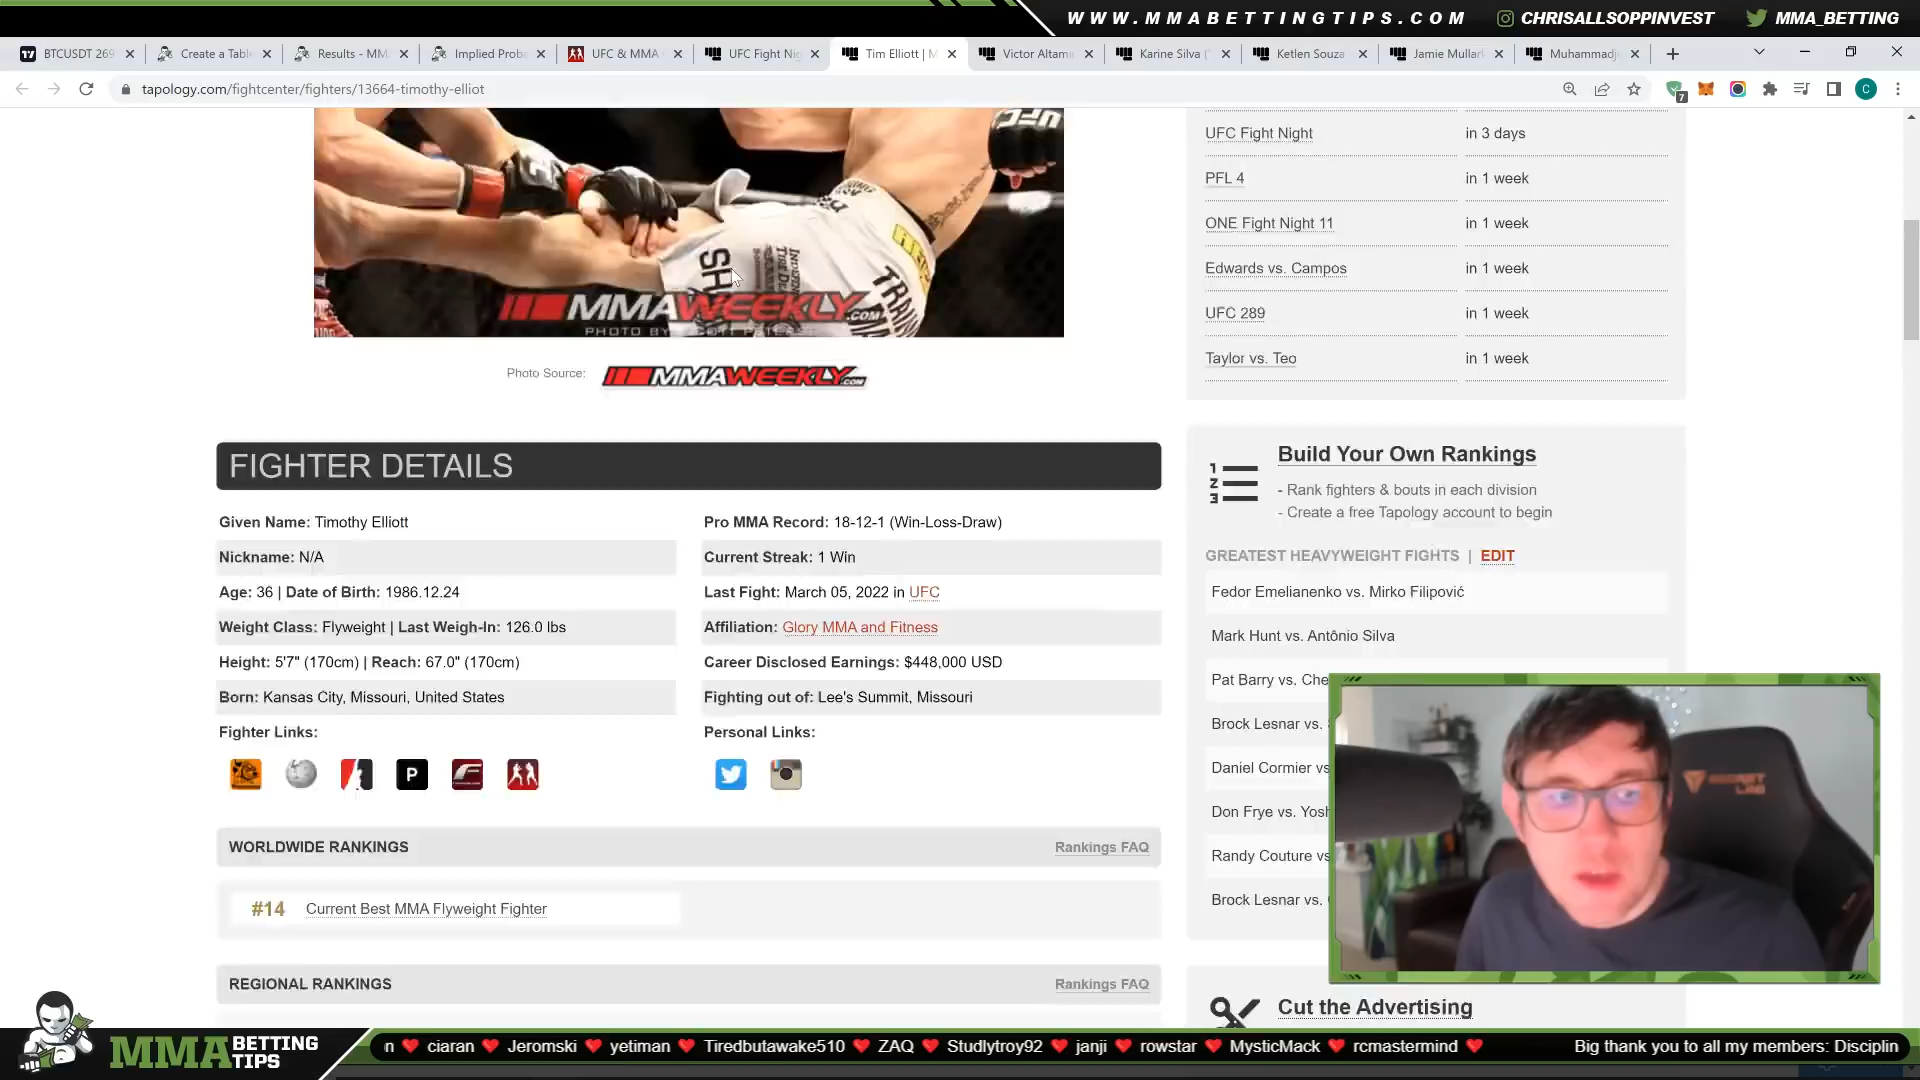 WWW.MMABETTINGTIPS.COM
CHRISALLSOPPINVEST
MMA_BETTING
BTCUSDT 269
Create a Table
Results - MM
Implied Proba
UFC & MMA
UFC Fight Nig
Tim Elliott | M
Victor Altami
Karine Silva (
Ketlen Souza
Jamie Mullark
Muhammadj
tapology.com/fightcenter/fighters/13664-timothy-elliot
7
C
UFC Fight Night in 3 days
PFL 4 in 1 week
ONE Fight Night 11 in 1 week
Edwards vs. Campos in 1 week
UFC 289 in 1 week
Taylor vs. Teo in 1 week
MMAWEEKLY.COM
Photo Source: MMAWEEKLY.COM
FIGHTER DETAILS
Given Name: Timothy Elliott
Pro MMA Record: 18-12-1 (Win-Loss-Draw)
Nickname: N/A
Current Streak: 1 Win
Age: 36 | Date of Birth: 1986.12.24
Last Fight: March 05, 2022 in UFC
Weight Class: Flyweight | Last Weigh-In: 126.0 lbs
Affiliation: Glory MMA and Fitness
Height: 5'7" (170cm) | Reach: 67.0" (170cm)
Career Disclosed Earnings: $448,000 USD
Born: Kansas City, Missouri, United States
Fighting out of: Lee's Summit, Missouri
Fighter Links:
Personal Links:
P
WORLDWIDE RANKINGS
Rankings FAQ
#14 Current Best MMA Flyweight Fighter
REGIONAL RANKINGS
Rankings FAQ
Build Your Own Rankings
- Rank fighters & bouts in each division
- Create a free Tapology account to begin
GREATEST HEAVYWEIGHT FIGHTS | EDIT
Fedor Emelianenko vs. Mirko Filipović
Mark Hunt vs. Antônio Silva
Pat Barry vs. Che
Brock Lesnar vs.
Daniel Cormier vs
Don Frye vs. Yosh
Randy Couture vs
Brock Lesnar vs.
Cut the Advertising
MMA BETTING TIPS
n ciaran Jeromski yetiman Tiredbutawake510 ZAQ Studlytroy92 janji rowstar MysticMack rcmastermind Big thank you to all my members: Disciplin